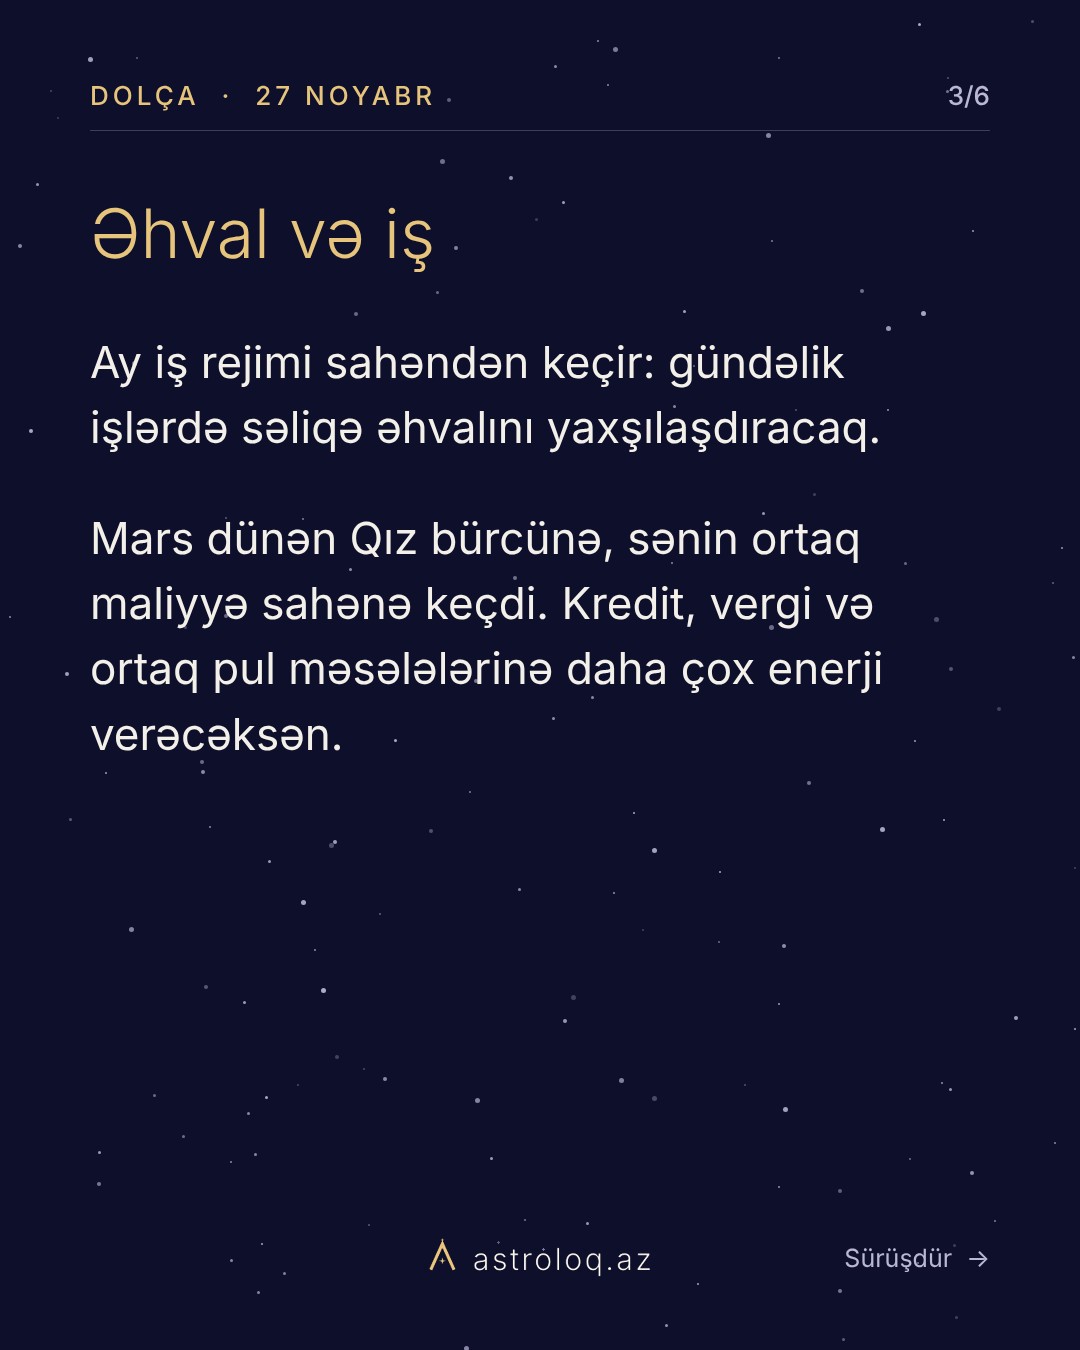 DOLÇA · 27 NOYABR
3/6
Əhval və iş
Ay iş rejimi sahəndən keçir: gündəlik
işlərdə səliqə əhvalını yaxşılaşdıracaq.
Mars dünən Qız bürcünə, sənin ortaq
maliyyə sahənə keçdi. Kredit, vergi və
ortaq pul məsələlərinə daha çox enerji
verəcəksən.
astroloq.az
Sürüşdür →